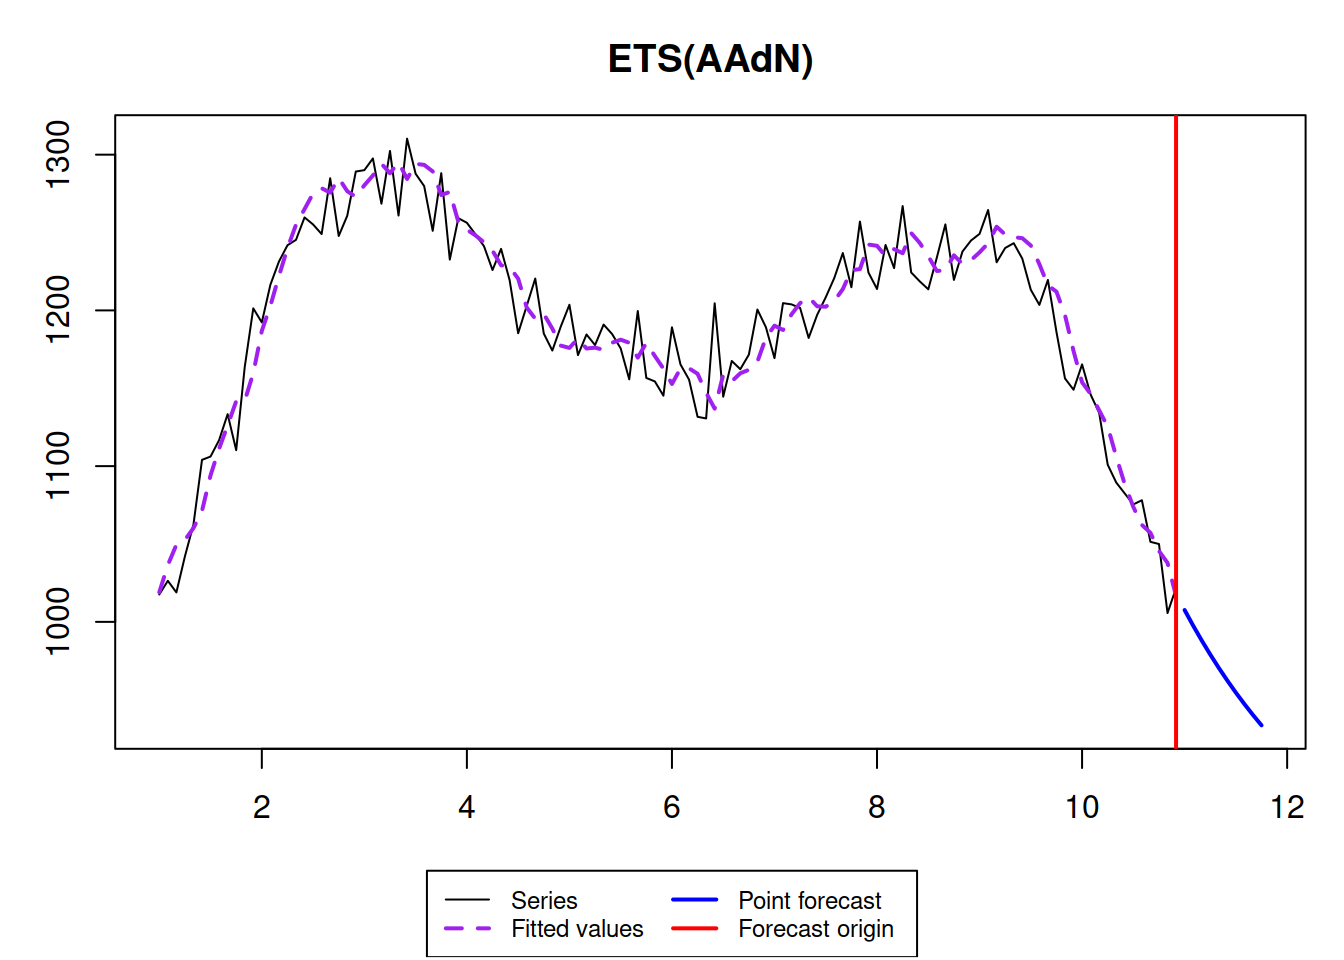 ETS(AAdN)
1300
1200
1100
1000
2 4 6 8 10 12
Series Point forecast
Fitted values Forecast origin